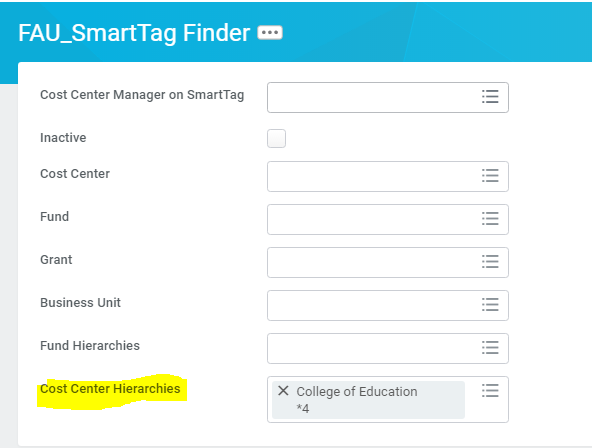 FAU_SmartTag Finder
Cost Center Manager on SmartTag
Inactive
Cost Center
Fund
Grant
Business Unit
Fund Hierarchies
Cost Center Hierarchies
College of Education
*4